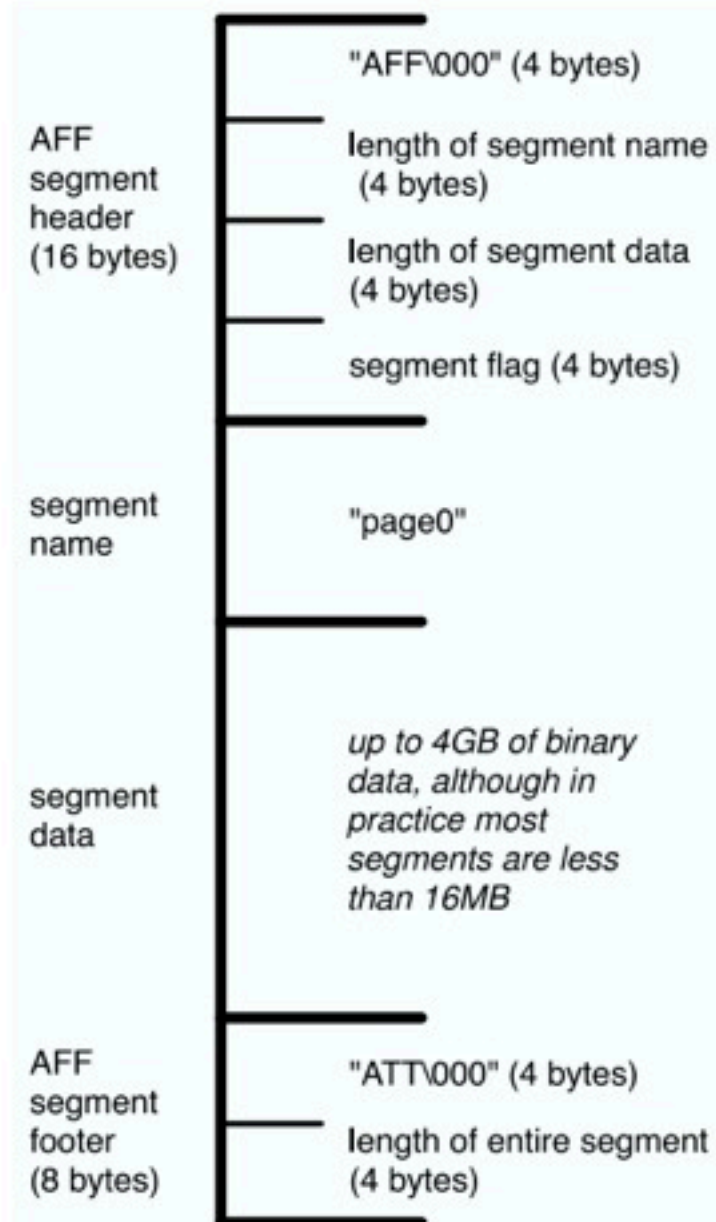 AFF
segment
header
(16 bytes)
"AFF\000" (4 bytes)
length of segment name
(4 bytes)
length of segment data
(4 bytes)
segment flag (4 bytes)
segment
name
"page0"
segment
data
up to 4GB of binary
data, although in
practice most
segments are less
than 16MB
AFF
segment
footer
(8 bytes)
"ATT\000" (4 bytes)
length of entire segment
(4 bytes)